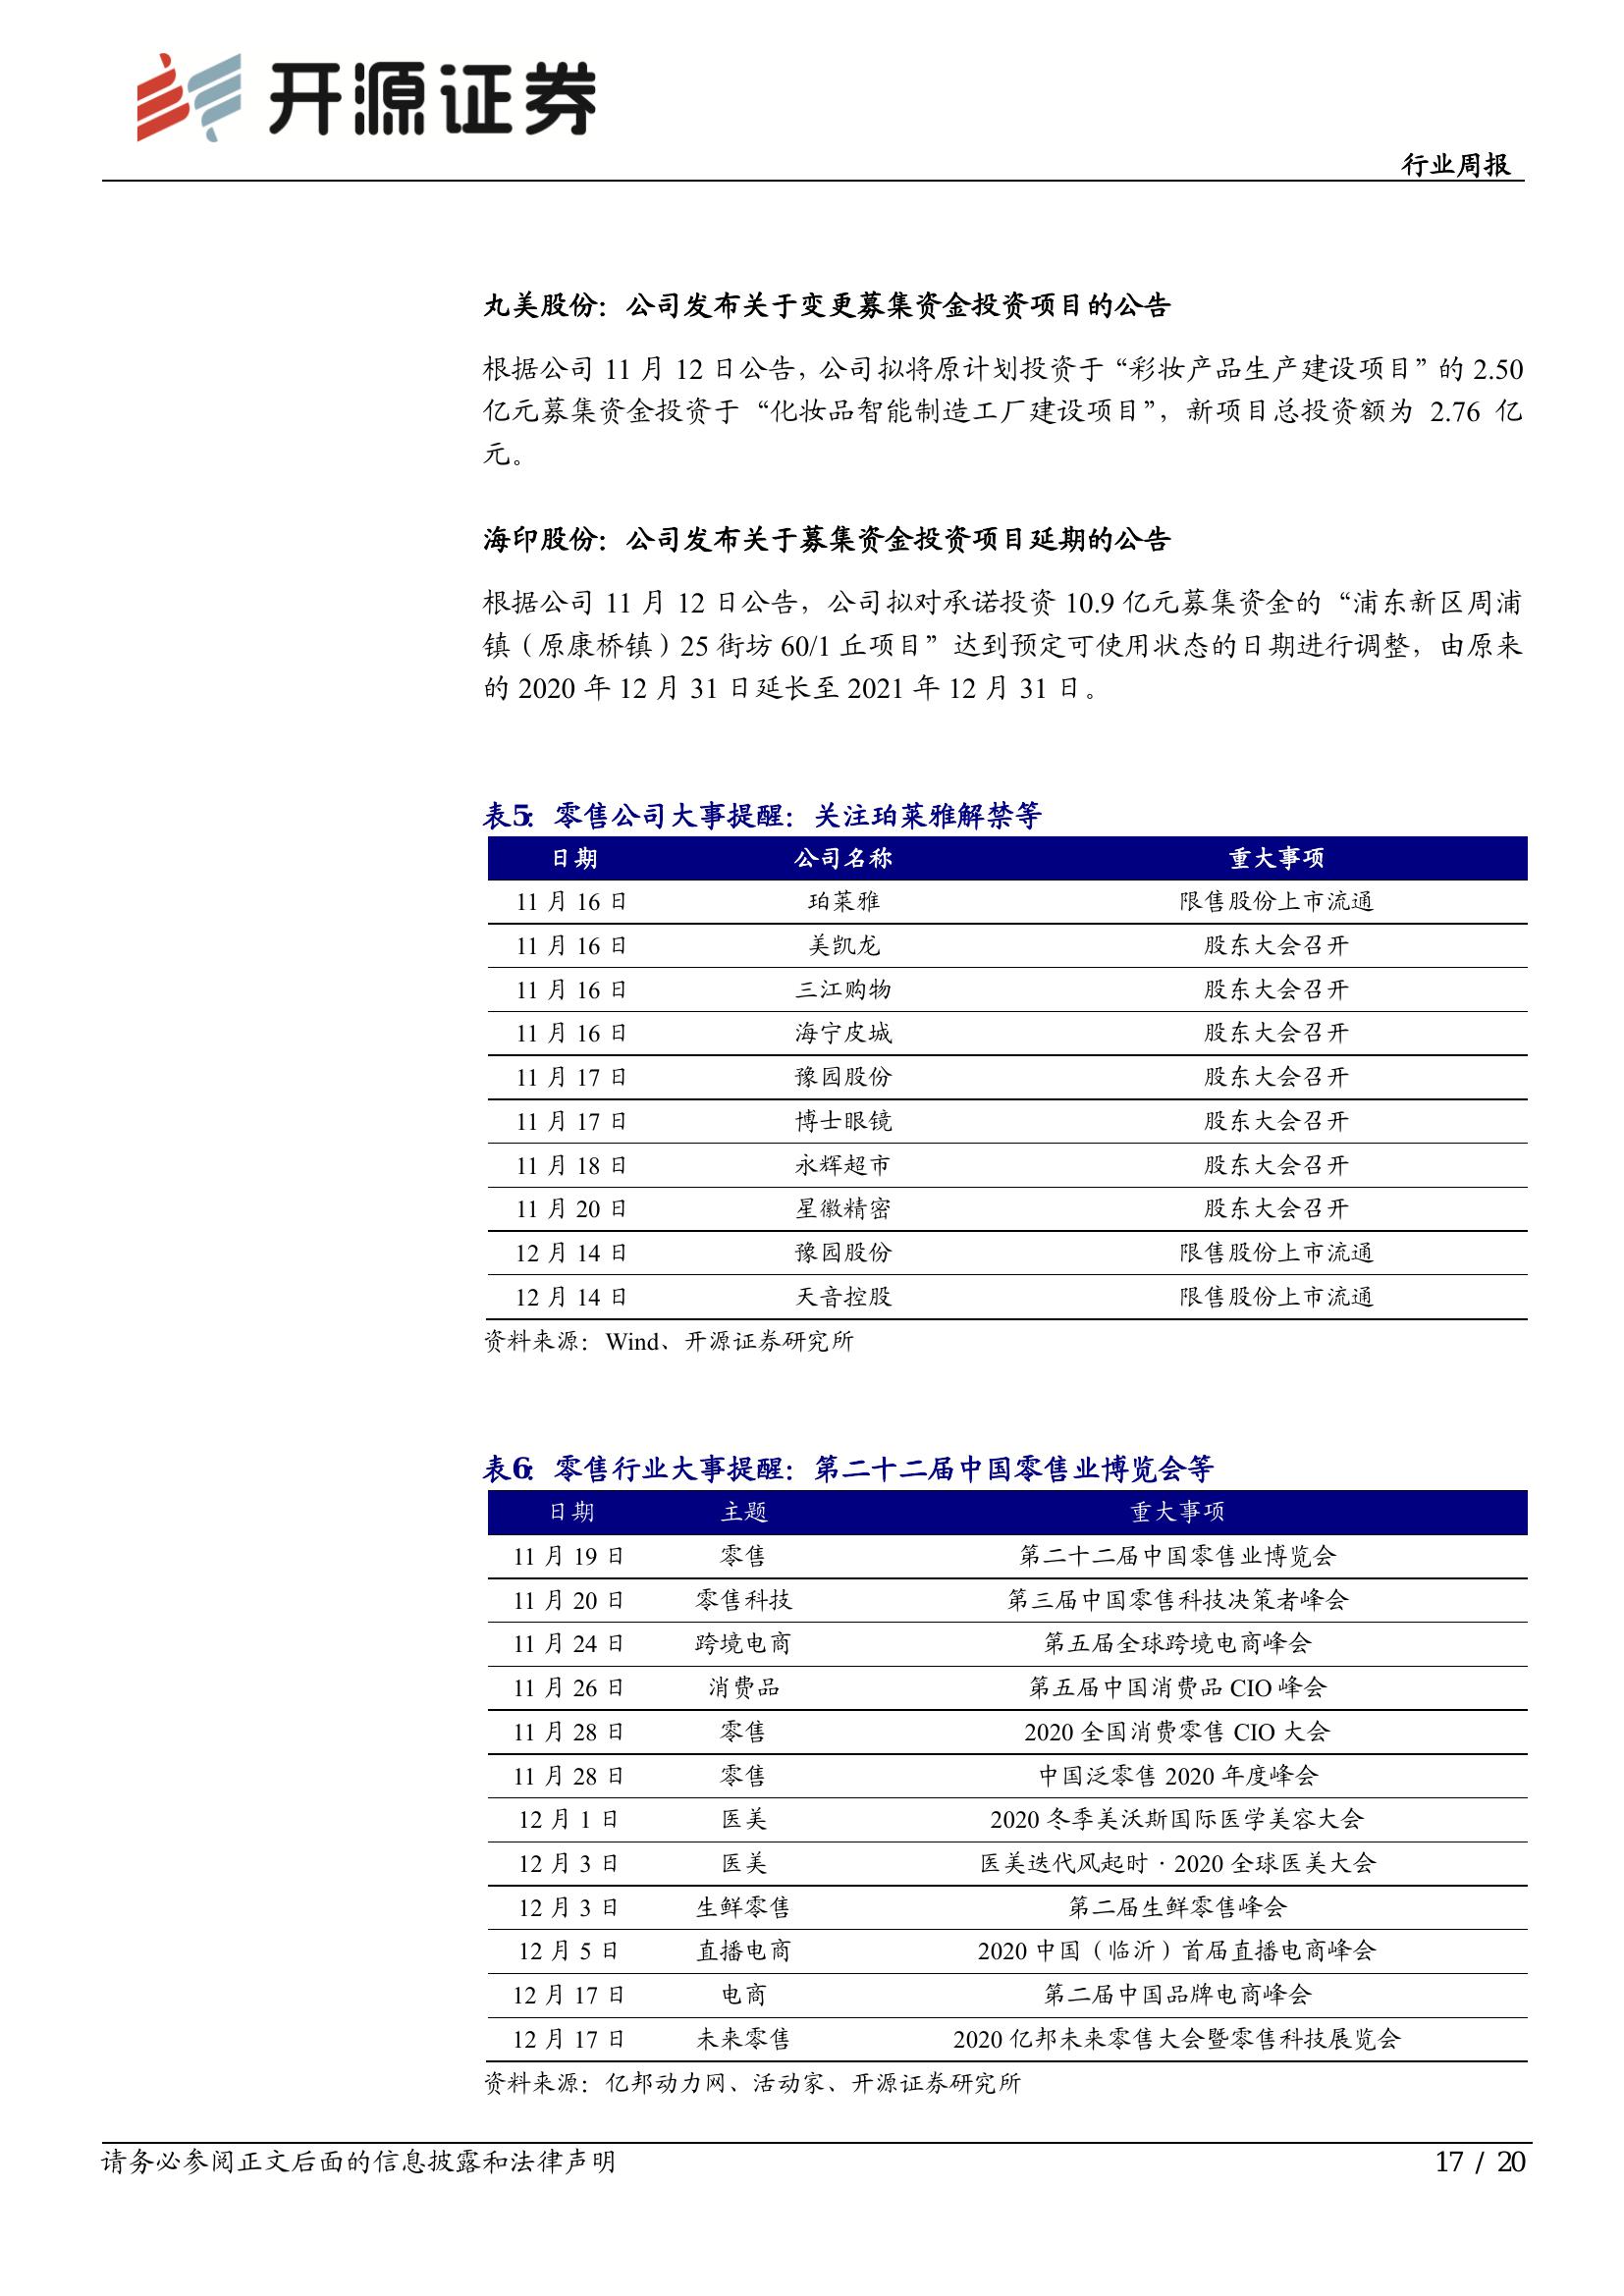 开源证券
行业周报
丸美股份：公司发布关于变更募集资金投资项目的公告
根据公司 11 月 12 日公告，公司拟将原计划投资于“彩妆产品生产建设项目”的 2.50
亿元募集资金投资于“化妆品智能制造工厂建设项目”，新项目总投资额为 2.76 亿
元。
海印股份：公司发布关于募集资金投资项目延期的公告
根据公司 11 月 12 日公告，公司拟对承诺投资 10.9 亿元募集资金的“浦东新区周浦
镇（原康桥镇）25 街坊 60/1 丘项目”达到预定可使用状态的日期进行调整，由原来
的 2020 年 12 月 31 日延长至 2021 年 12 月 31 日。
表5：零售公司大事提醒：关注珀莱雅解禁等
日期 公司名称 重大事项
11 月 16 日 珀莱雅 限售股份上市流通
11 月 16 日 美凯龙 股东大会召开
11 月 16 日 三江购物 股东大会召开
11 月 16 日 海宁皮城 股东大会召开
11 月 17 日 豫园股份 股东大会召开
11 月 17 日 博士眼镜 股东大会召开
11 月 18 日 永辉超市 股东大会召开
11 月 20 日 星徽精密 股东大会召开
12 月 14 日 豫园股份 限售股份上市流通
12 月 14 日 天音控股 限售股份上市流通
资料来源：Wind、开源证券研究所
表6：零售行业大事提醒：第二十二届中国零售业博览会等
日期 主题 重大事项
11 月 19 日 零售 第二十二届中国零售业博览会
11 月 20 日 零售科技 第三届中国零售科技决策者峰会
11 月 24 日 跨境电商 第五届全球跨境电商峰会
11 月 26 日 消费品 第五届中国消费品 CIO 峰会
11 月 28 日 零售 2020 全国消费零售 CIO 大会
11 月 28 日 零售 中国泛零售 2020 年度峰会
12 月 1 日 医美 2020 冬季美沃斯国际医学美容大会
12 月 3 日 医美 医美迭代风起时·2020 全球医美大会
12 月 3 日 生鲜零售 第二届生鲜零售峰会
12 月 5 日 直播电商 2020 中国（临沂）首届直播电商峰会
12 月 17 日 电商 第二届中国品牌电商峰会
12 月 17 日 未来零售 2020 亿邦未来零售大会暨零售科技展览会
资料来源：亿邦动力网、活动家、开源证券研究所
请务必参阅正文后面的信息披露和法律声明 17 / 20